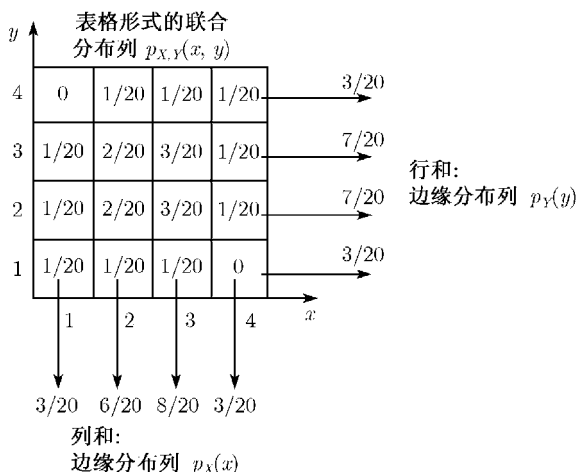 表格形式的联合
y 分布列 p_{X,Y}(x, y)
4 0 1/20 1/20 1/20 3/20
3 1/20 2/20 3/20 1/20 7/20
行和:
边缘分布列 p_Y(y)
2 1/20 2/20 3/20 1/20 7/20
1 1/20 1/20 1/20 0 3/20
1 2 3 4 x
3/20 6/20 8/20 3/20
列和:
边缘分布列 p_X(x)